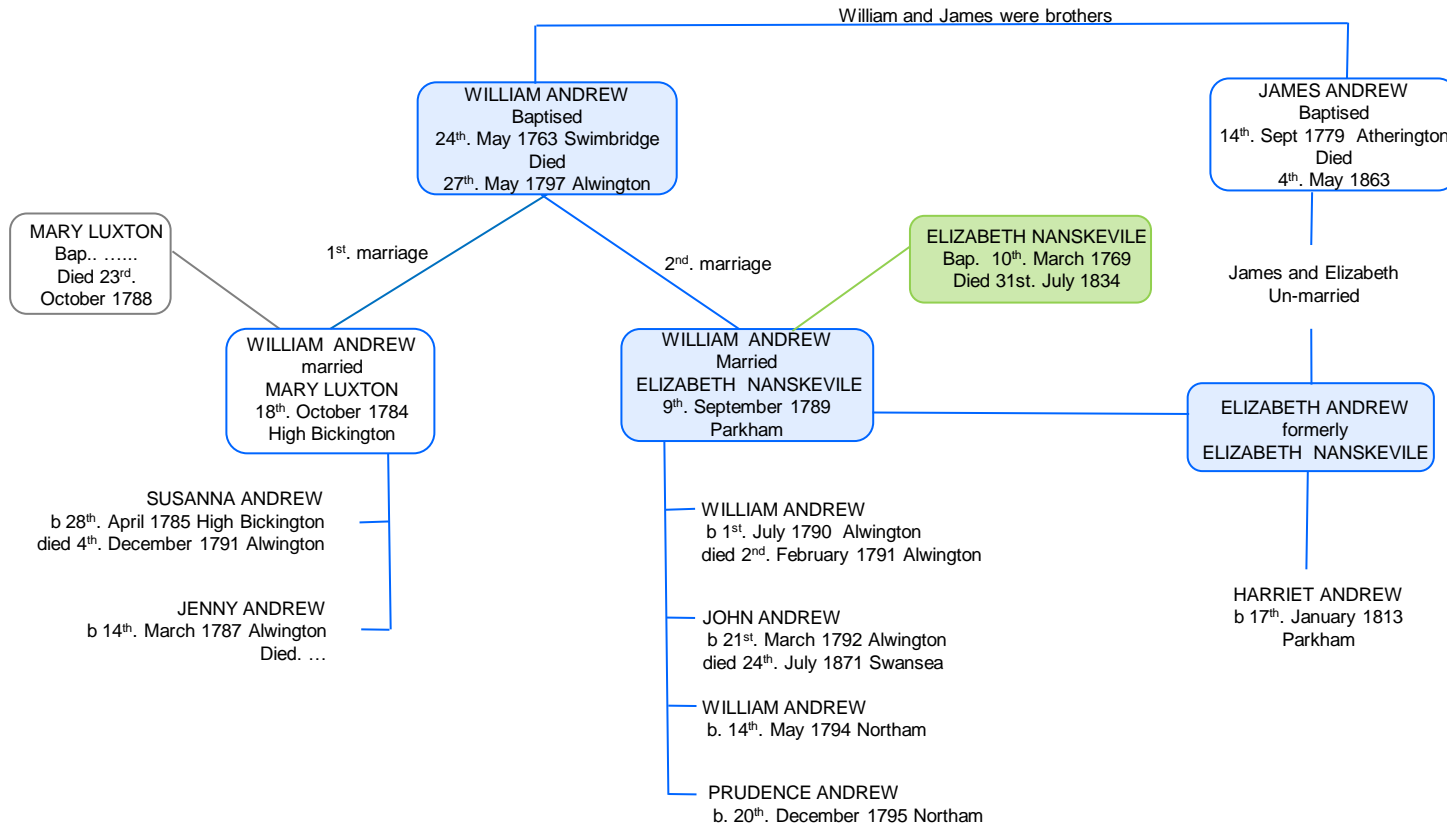 William and James were brothers
WILLIAM ANDREW
Baptised
24th. May 1763 Swimbridge
Died
27th. May 1797 Alwington
JAMES ANDREW
Baptised
14th. Sept 1779 Atherington
Died
4th. May 1863
MARY LUXTON
Bap.. …...
Died 23rd.
October 1788
1st. marriage
2nd. marriage
ELIZABETH NANSKEVILE
Bap. 10th. March 1769
Died 31st. July 1834
James and Elizabeth
Un-married
WILLIAM ANDREW
married
MARY LUXTON
18th. October 1784
High Bickington
WILLIAM ANDREW
Married
ELIZABETH NANSKEVILE
9th. September 1789
Parkham
ELIZABETH ANDREW
formerly
ELIZABETH NANSKEVILE
SUSANNA ANDREW
b 28th. April 1785 High Bickington
died 4th. December 1791 Alwington
JENNY ANDREW
b 14th. March 1787 Alwington
Died. …
WILLIAM ANDREW
b 1st. July 1790 Alwington
died 2nd. February 1791 Alwington
JOHN ANDREW
b 21st. March 1792 Alwington
died 24th. July 1871 Swansea
WILLIAM ANDREW
b. 14th. May 1794 Northam
PRUDENCE ANDREW
b. 20th. December 1795 Northam
HARRIET ANDREW
b 17th. January 1813
Parkham